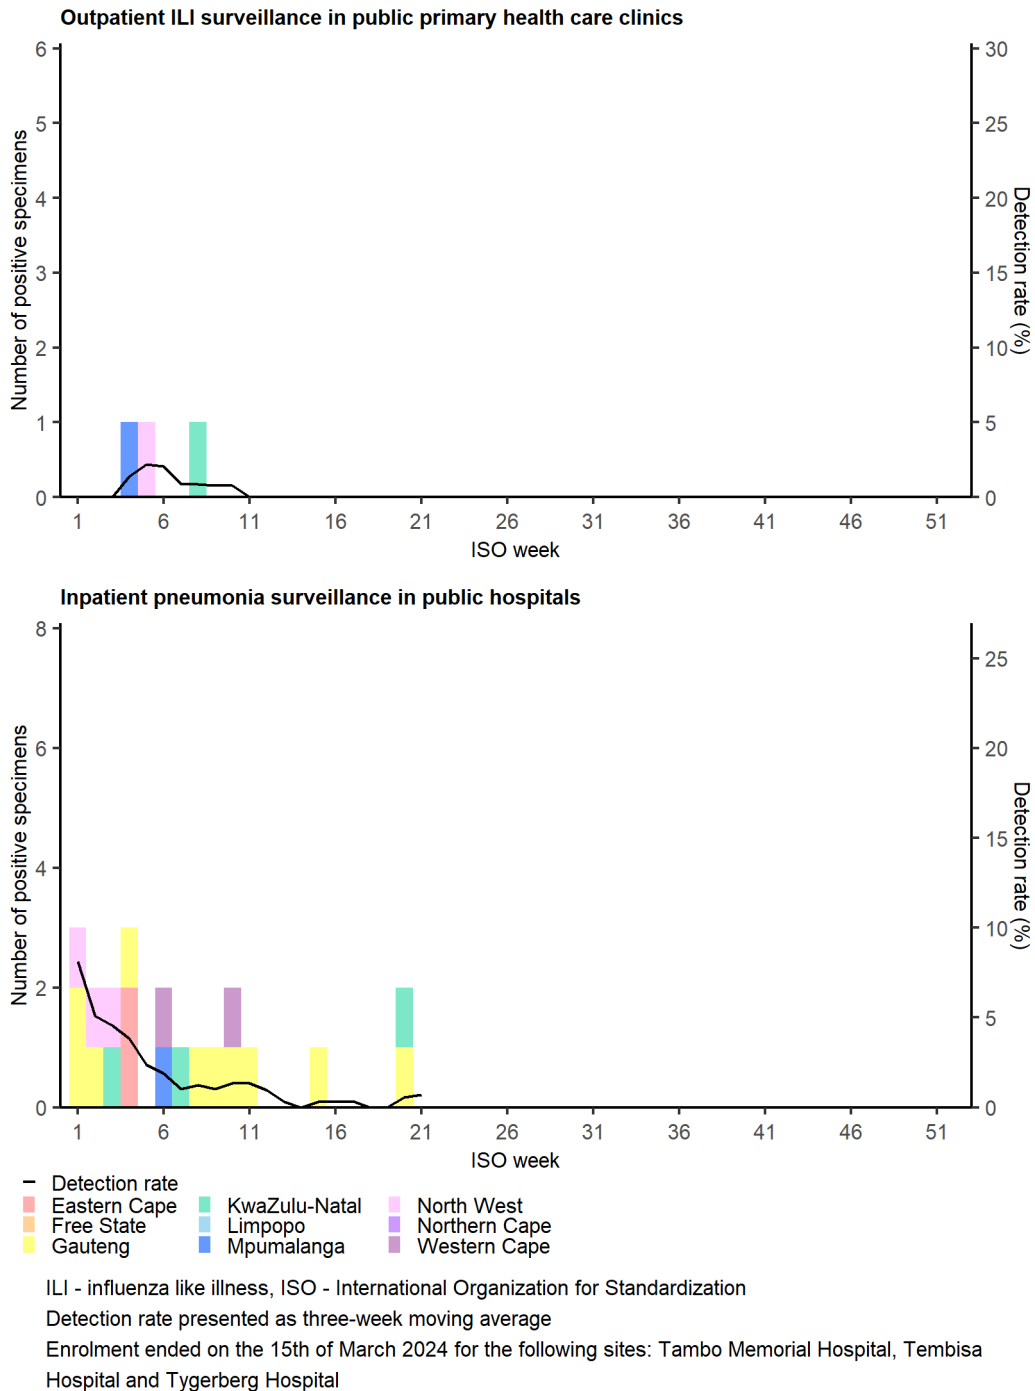 Outpatient ILI surveillance in public primary health care clinics
6
5
4
3
2
1
0
Number of positive specimens
30
25
20
15
10
5
0
Detection rate (%)
1 6 11 16 21 26 31 36 41 46 51
ISO week
Inpatient pneumonia surveillance in public hospitals
8
6
4
2
0
Number of positive specimens
25
20
15
10
5
0
Detection rate (%)
1 6 11 16 21 26 31 36 41 46 51
ISO week
Detection rate
Eastern Cape KwaZulu-Natal North West
Free State Limpopo Northern Cape
Gauteng Mpumalanga Western Cape
ILI - influenza like illness, ISO - International Organization for Standardization
Detection rate presented as three-week moving average
Enrolment ended on the 15th of March 2024 for the following sites: Tambo Memorial Hospital, Tembisa
Hospital and Tygerberg Hospital